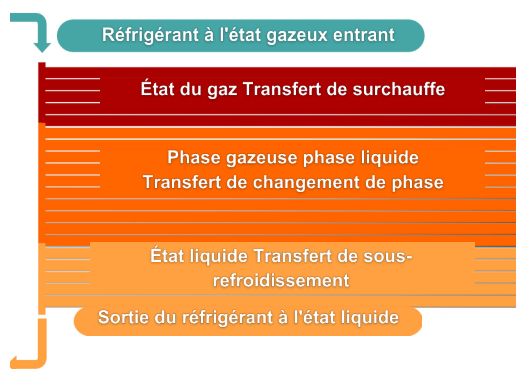 Réfrigérant à l'état gazeux entrant
État du gaz Transfert de surchauffe
Phase gazeuse phase liquide
Transfert de changement de phase
État liquide Transfert de sous-
refroidissement
Sortie du réfrigérant à l'état liquide